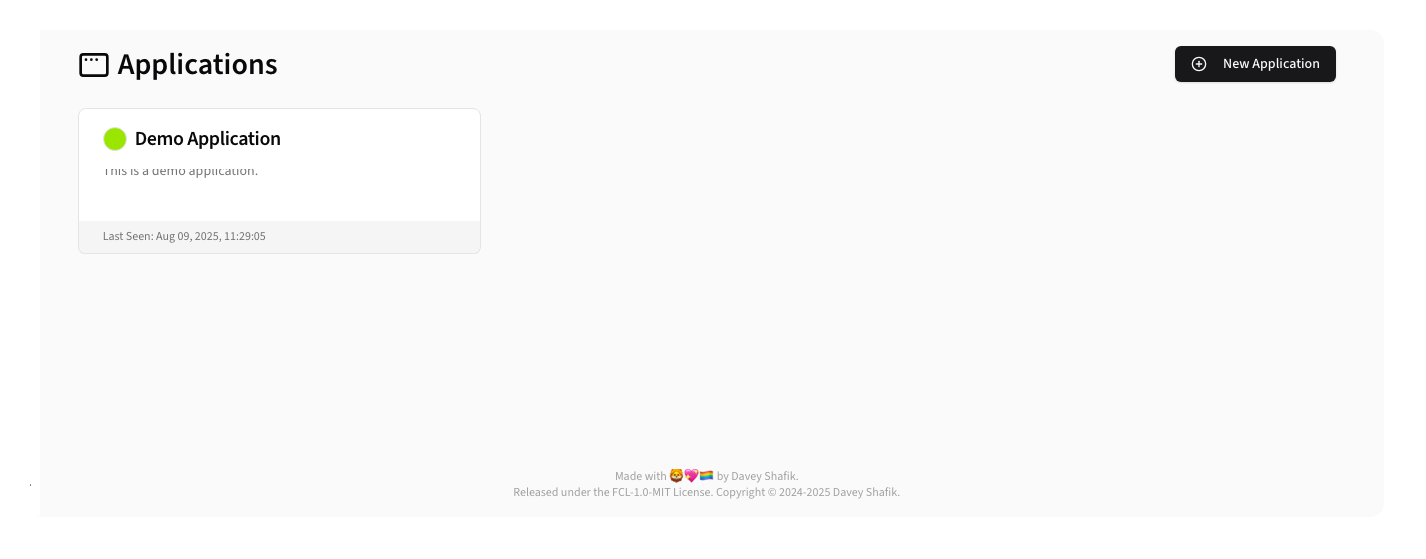 Applications
New Application
Demo Application
This is a demo application.
Last Seen: Aug 09, 2025, 11:29:05
Made with 🦁💖🏳️‍🌈 by Davey Shafik.
Released under the FCL-1.0-MIT License. Copyright © 2024-2025 Davey Shafik.